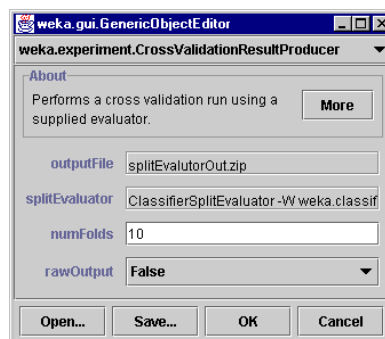 weka.gui.GenericObjectEditor
weka.experiment.CrossValidationResultProducer
About
Performs a cross validation run using a
supplied evaluator.
More
outputFile
splitEvalutorOut.zip
splitEvaluator
ClassifierSplitEvaluator -W weka.classif
numFolds
10
rawOutput
False
Open...
Save...
OK
Cancel